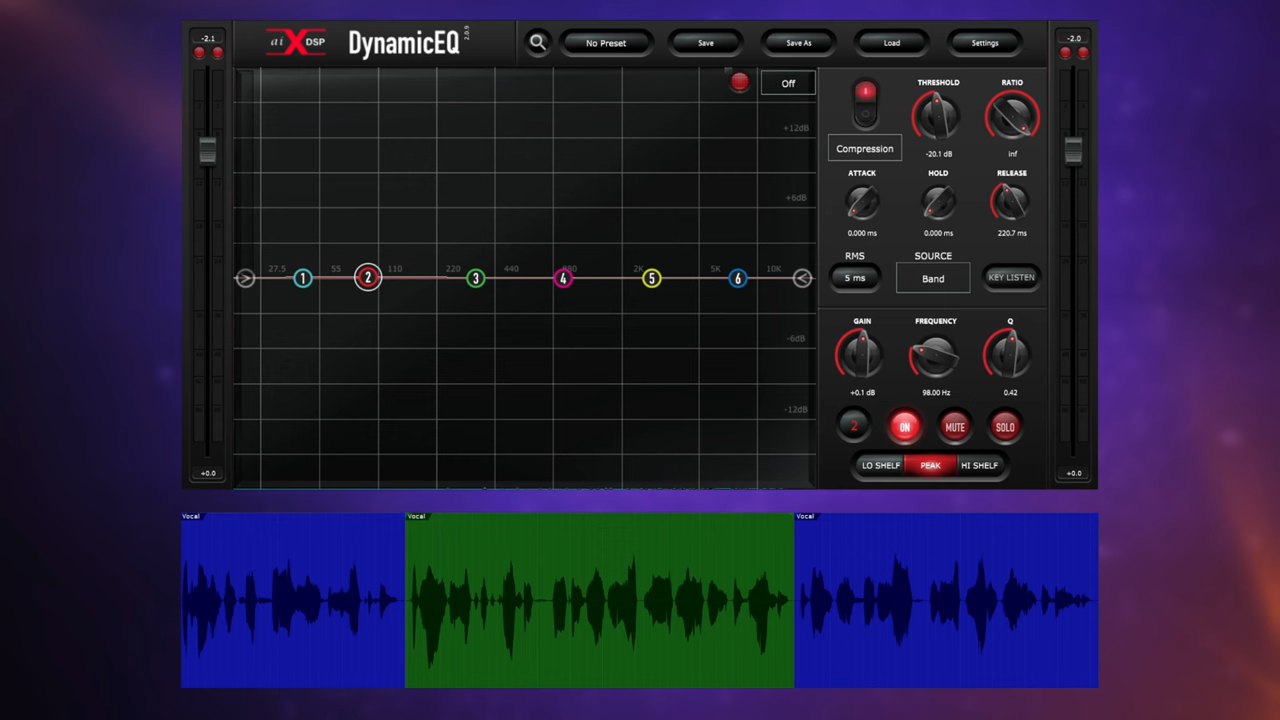 -2.1
aiXDSP DynamicEQ 2.0.9
No Preset
Save
Save As
Load
Settings
-2.0
Off
+12dB
+6dB
-6dB
-12dB
27.5 55 110 220 440 880 2K 5K 10K
1 2 3 4 5 6
THRESHOLD RATIO
Compression
-20.1 dB inf
ATTACK HOLD RELEASE
0.000 ms 0.000 ms 220.7 ms
RMS SOURCE
5 ms Band KEY LISTEN
GAIN FREQUENCY Q
+0.1 dB 98.00 Hz 0.42
2 ON MUTE SOLO
LO SHELF PEAK HI SHELF
+0.0
+0.0
Vocal Vocal Vocal